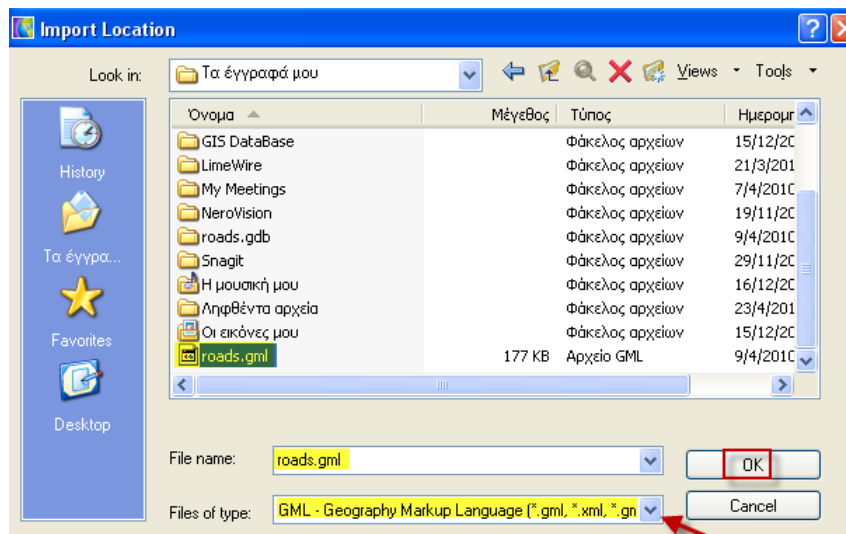 Import Location
Look in: Τα έγγραφά μου Views Tools
Όνομα Μέγεθος Τύπος Ημερομη
GIS DataBase Φάκελος αρχείων 15/12/20
LimeWire Φάκελος αρχείων 21/3/201
My Meetings Φάκελος αρχείων 7/4/2010
NeroVision Φάκελος αρχείων 19/11/20
roads.gdb Φάκελος αρχείων 9/4/2010
Snagit Φάκελος αρχείων 29/11/20
Η μουσική μου Φάκελος αρχείων 16/12/20
Ληφθέντα αρχεία Φάκελος αρχείων 23/4/201
Οι εικόνες μου Φάκελος αρχείων 15/12/20
roads.gml 177 KB Αρχείο GML 9/4/2010
History
Τα έγγρα...
Favorites
Desktop
File name: roads.gml OK
Files of type: GML - Geography Markup Language (*.gml, *.xml, *.gn Cancel